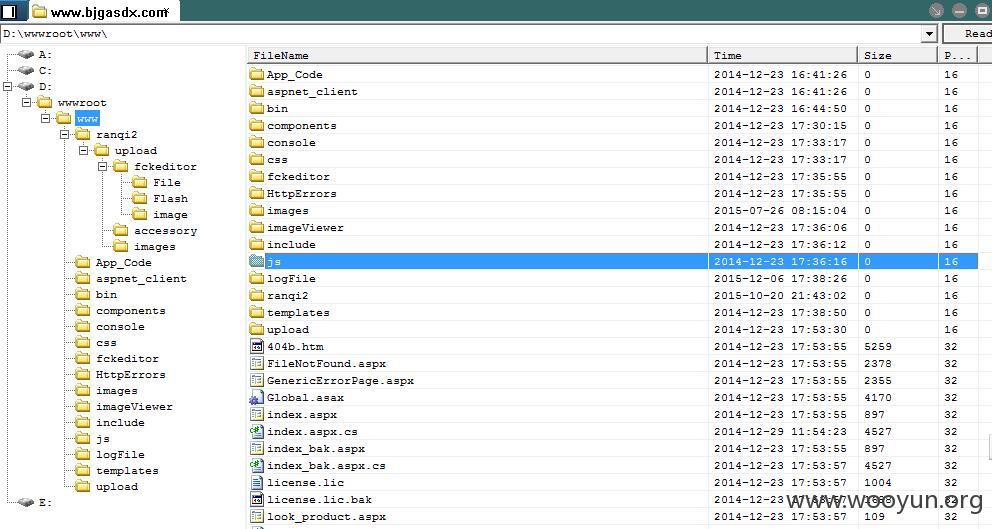 www.bjgasdx.com
D:\wwwroot\www\ Read
A:
C:
D:
wwwroot
www
ranqi2
upload
fckeditor
File
Flash
image
accessory
images
App_Code
aspnet_client
bin
components
console
css
fckeditor
HttpErrors
images
imageViewer
include
js
logFile
templates
upload
E:
FileName Time Size P...
App_Code 2014-12-23 16:41:26 0 16
aspnet_client 2014-12-23 16:41:26 0 16
bin 2014-12-23 16:44:50 0 16
components 2014-12-23 17:30:15 0 16
console 2014-12-23 17:33:17 0 16
css 2014-12-23 17:33:17 0 16
fckeditor 2014-12-23 17:35:55 0 16
HttpErrors 2014-12-23 17:35:55 0 16
images 2015-07-26 08:15:04 0 16
imageViewer 2014-12-23 17:36:06 0 16
include 2014-12-23 17:36:12 0 16
js 2014-12-23 17:36:16 0 16
logFile 2015-12-06 17:38:26 0 16
ranqi2 2015-10-20 21:43:02 0 16
templates 2014-12-23 17:38:50 0 16
upload 2014-12-23 17:53:30 0 16
404b.htm 2014-12-23 17:53:55 5259 32
FileNotFound.aspx 2014-12-23 17:53:55 2378 32
GenericErrorPage.aspx 2014-12-23 17:53:55 2355 32
Global.asax 2014-12-23 17:53:55 4170 32
index.aspx 2014-12-23 17:53:55 897 32
index.aspx.cs 2014-12-29 11:54:23 4527 32
index_bak.aspx 2014-12-23 17:53:55 897 32
index_bak.aspx.cs 2014-12-23 17:53:57 4527 32
license.lic 2014-12-23 17:53:57 1004 32
license.lic.bak 2014-12-23 17:53:57 32
look_product.aspx 2014-12-23 17:53:57 109 32
www.wooyun.org